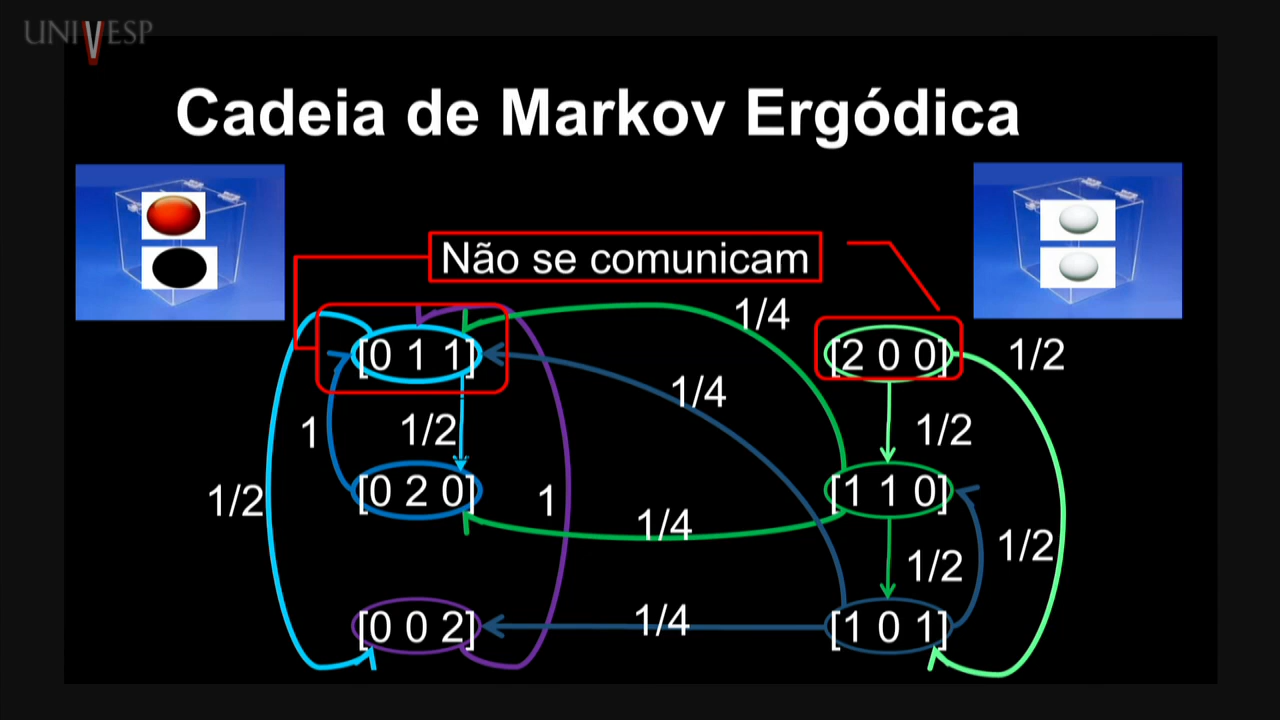 UNIVESP
Cadeia de Markov Ergódica
Não se comunicam
1/4
[0 1 1]
[2 0 0]
1/2
1/4
1
1/2
1/2
[0 2 0]
[1 1 0]
1/2
1
1/4
1/2
1/2
[0 0 2]
1/4
[1 0 1]